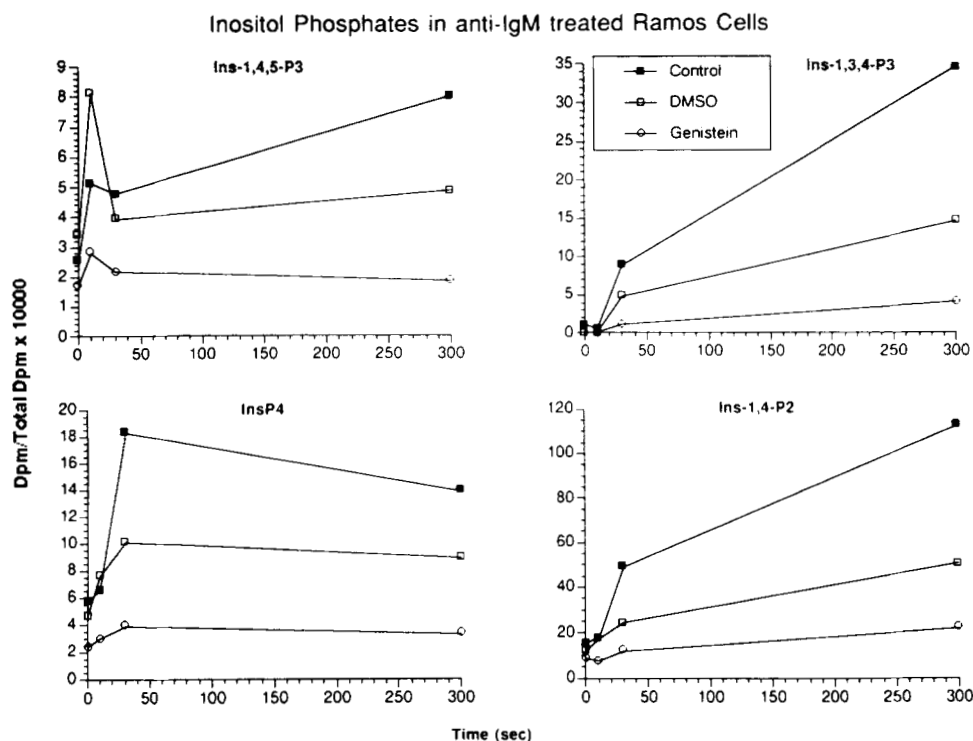 Inositol Phosphates in anti-IgM treated Ramos Cells
Ins-1,4,5-P3
9
8
7
6
5
4
3
2
1
0
0 50 100 150 200 250 300
Control
DMSO
Genistein
Ins-1,3,4-P3
35
30
25
20
15
10
5
0
0 50 100 150 200 250 300
Dpm/Total Dpm x 10000
InsP4
20
18
16
14
12
10
8
6
4
2
0
0 50 100 150 200 250 300
Ins-1,4-P2
120
100
80
60
40
20
0
0 50 100 150 200 250 300
Time (sec)